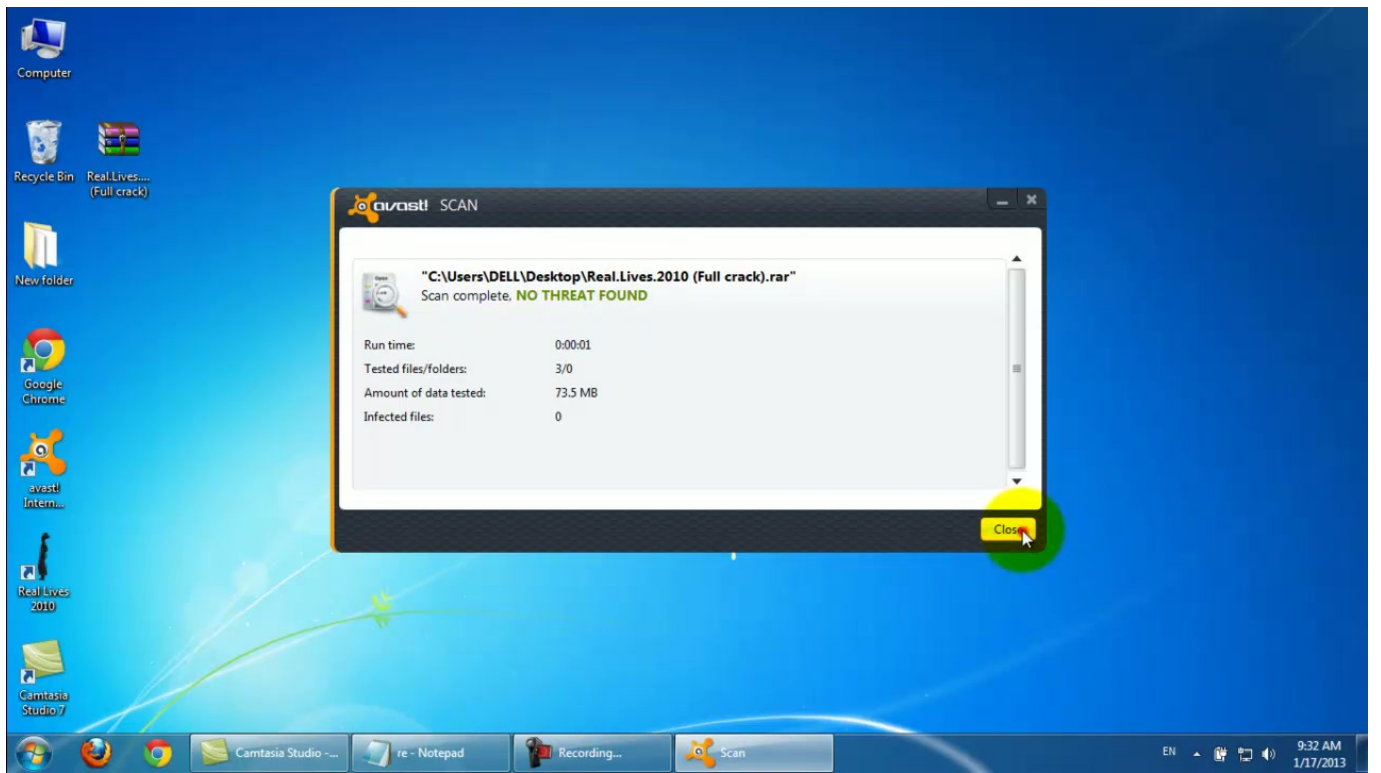 Computer
Recycle Bin
Real.Lives....
(Full crack)
New folder
Google
Chrome
avast!
Intern...
Real Lives
2010
Camtasia
Studio 7
avast! SCAN
"C:\Users\DELL\Desktop\Real.Lives.2010 (Full crack).rar"
Scan complete. NO THREAT FOUND
Run time: 0:00:01
Tested files/folders: 3/0
Amount of data tested: 73.5 MB
Infected files: 0
Close
Camtasia Studio -...
re - Notepad
Recording...
Scan
EN
9:32 AM
1/17/2013